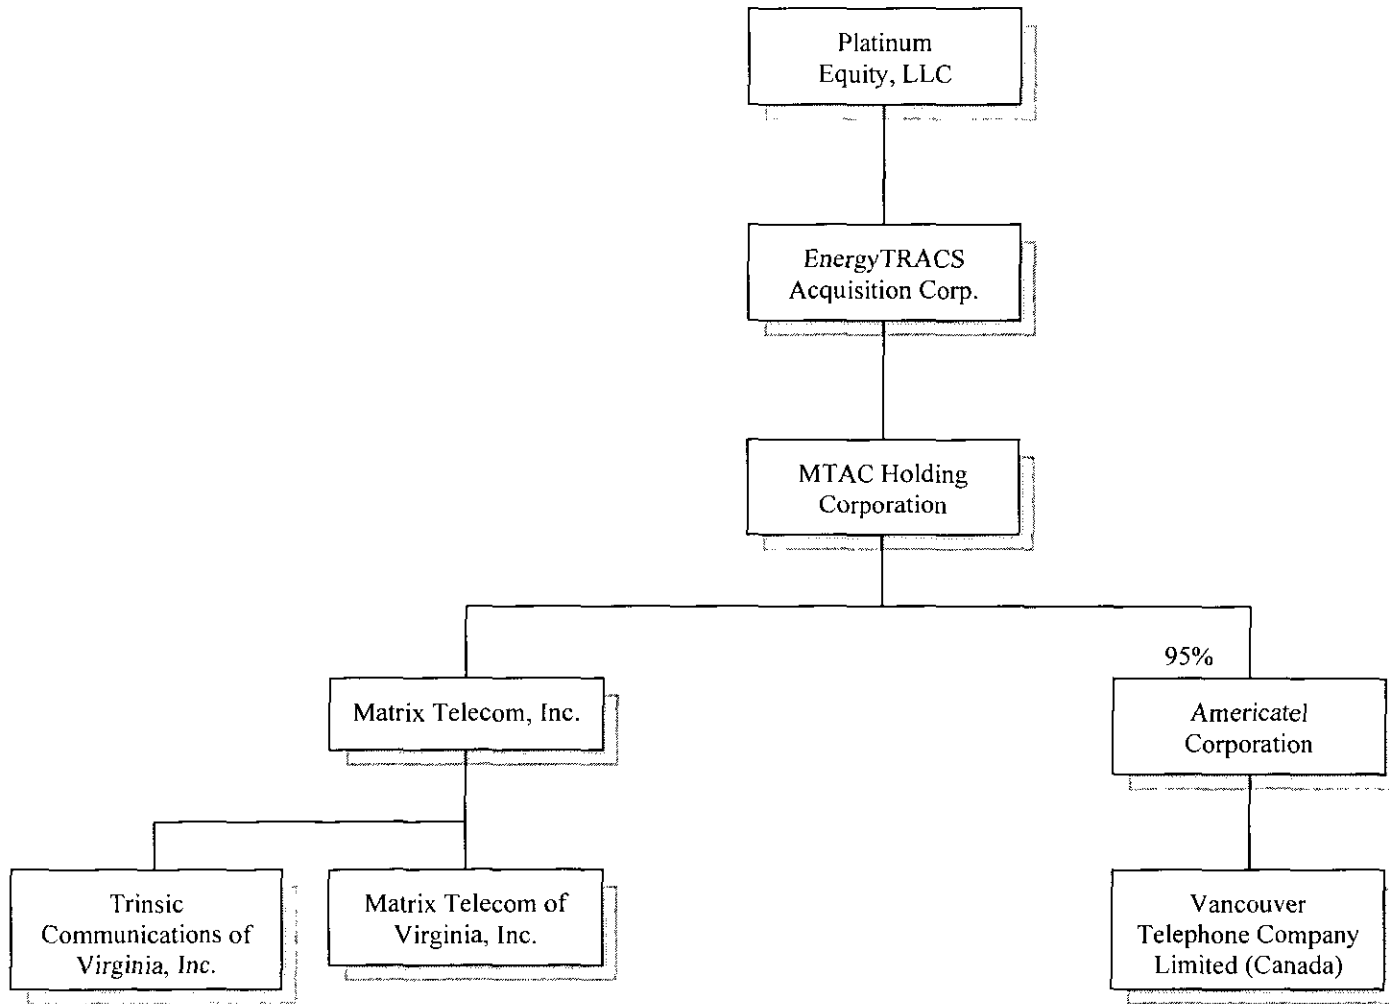 Platinum
Equity, LLC
EnergyTRACS
Acquisition Corp.
MTAC Holding
Corporation
95%
Matrix Telecom, Inc.
Americatel
Corporation
Trinsic
Communications of
Virginia, Inc.
Matrix Telecom of
Virginia, Inc.
Vancouver
Telephone Company
Limited (Canada)